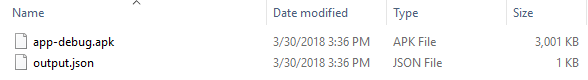 Name Date modified Type Size
app-debug.apk 3/30/2018 3:36 PM APK File 3,001 KB
output.json 3/30/2018 3:36 PM JSON File 1 KB